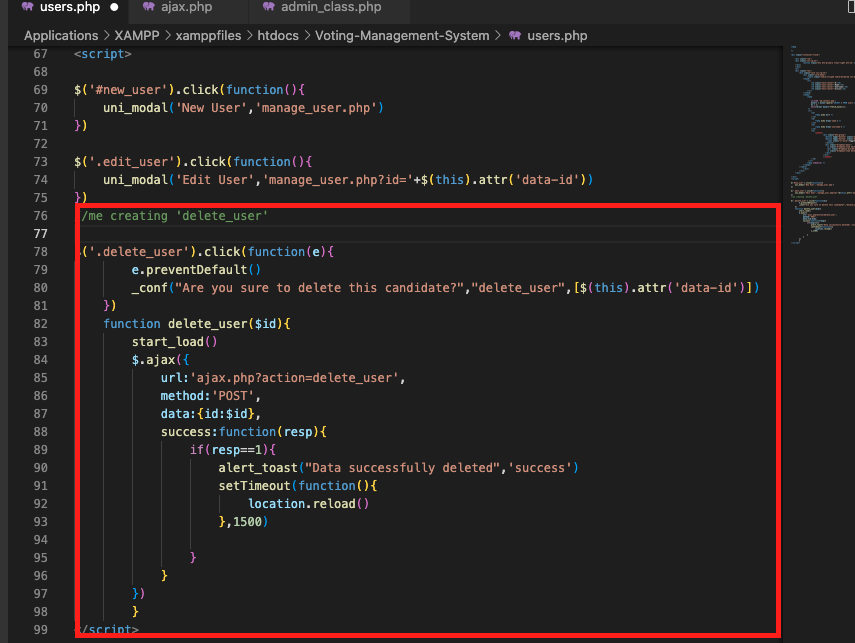 users.php ajax.php admin_class.php
Applications > XAMPP > xamppfiles > htdocs > Voting-Management-System > users.php
67 <script>
68
69 $('#new_user').click(function(){
70 uni_modal('New User','manage_user.php')
71 })
72
73 $('.edit_user').click(function(){
74 uni_modal('Edit User','manage_user.php?id='+$(this).attr('data-id'))
75 })
76 /me creating 'delete_user'
77
78 ('.delete_user').click(function(e){
79 e.preventDefault()
80 _conf("Are you sure to delete this candidate?","delete_user",[$(this).attr('data-id')])
81 })
82 function delete_user($id){
83 start_load()
84 $.ajax({
85 url:'ajax.php?action=delete_user',
86 method:'POST',
87 data:{id:$id},
88 success:function(resp){
89 if(resp==1){
90 alert_toast("Data successfully deleted",'success')
91 setTimeout(function(){
92 location.reload()
93 },1500)
94
95 }
96 }
97 })
98 }
99 </script>